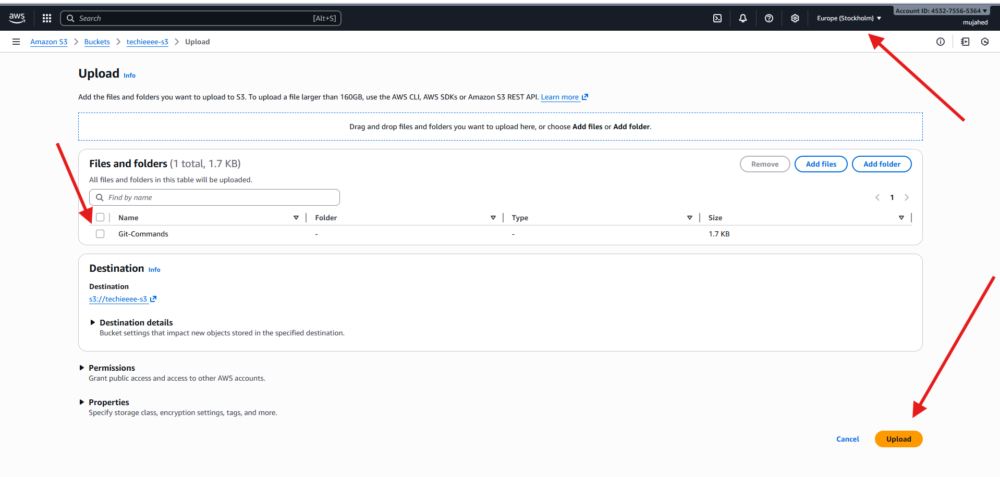 aws
Search [Alt+S]
Europe (Stockholm)
Account ID: 4532-7556-5364
mujahed
Amazon S3 > Buckets > techieeee-s3 > Upload
Upload Info
Add the files and folders you want to upload to S3. To upload a file larger than 160GB, use the AWS CLI, AWS SDKs or Amazon S3 REST API. Learn more
Drag and drop files and folders you want to upload here, or choose Add files or Add folder.
Files and folders (1 total, 1.7 KB)
Remove Add files Add folder
All files and folders in this table will be uploaded.
Find by name
1
Name Folder Type Size
Git-Commands - - 1.7 KB
Destination Info
Destination
s3://techieeee-s3
Destination details
Bucket settings that impact new objects stored in the specified destination.
Permissions
Grant public access and access to other AWS accounts.
Properties
Specify storage class, encryption settings, tags, and more.
Cancel Upload